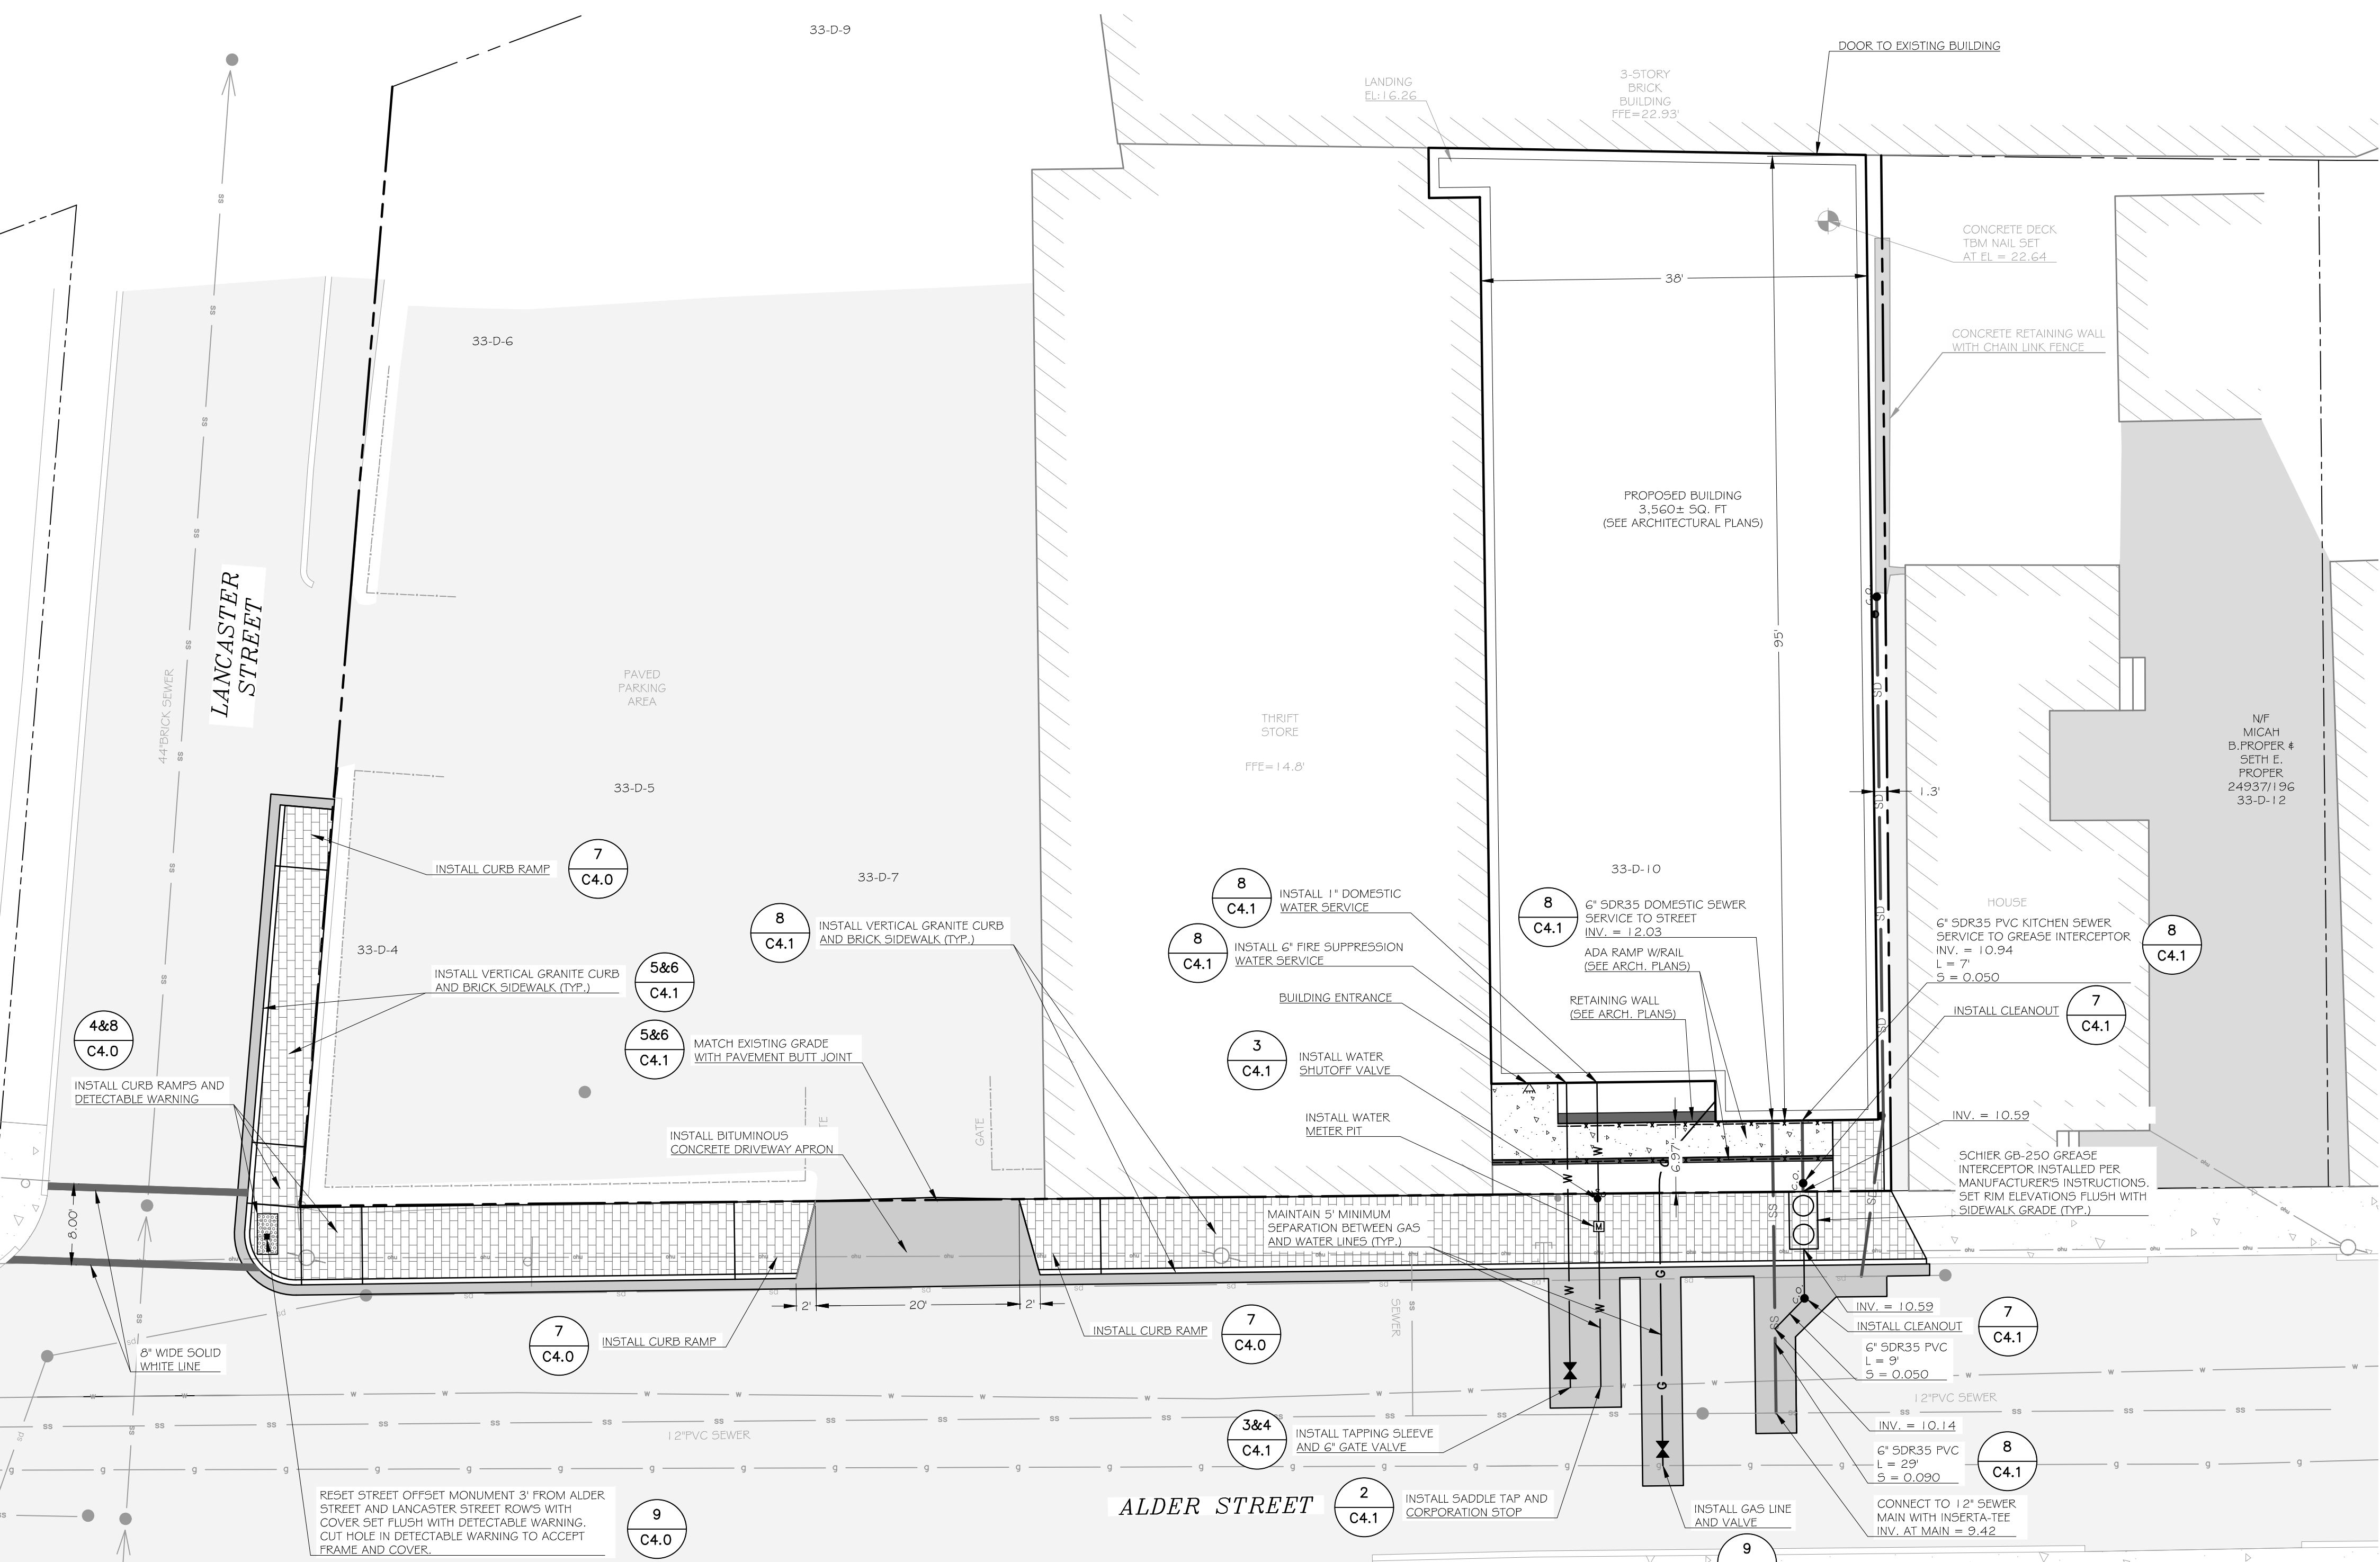 33-D-9
DOOR TO EXISTING BUILDING
LANDING
EL:16.26
3-STORY
BRICK
BUILDING
FFE=22.93'
CONCRETE DECK
TBM NAIL SET
AT EL = 22.64
38'
CONCRETE RETAINING WALL
WITH CHAIN LINK FENCE
33-D-6
PROPOSED BUILDING
3,560± SQ. FT
(SEE ARCHITECTURAL PLANS)
LANCASTER
STREET
44"BRICK SEWER
95'
PAVED
PARKING
AREA
THRIFT
STORE
FFE=14.8'
N/F
MICAH
B.PROPER &
SETH E.
PROPER
24937/196
33-D-12
33-D-5
1.3'
INSTALL CURB RAMP
7
C4.0
33-D-7
33-D-10
8
C4.1
INSTALL 1" DOMESTIC
WATER SERVICE
8
C4.1
6" SDR35 DOMESTIC SEWER
SERVICE TO STREET
INV. = 12.03
HOUSE
6" SDR35 PVC KITCHEN SEWER
SERVICE TO GREASE INTERCEPTOR
INV. = 10.94
L = 7'
S = 0.050
8
C4.1
8
C4.1
INSTALL VERTICAL GRANITE CURB
AND BRICK SIDEWALK (TYP.)
33-D-4
8
C4.1
INSTALL 6" FIRE SUPPRESSION
WATER SERVICE
ADA RAMP W/RAIL
(SEE ARCH. PLANS)
INSTALL VERTICAL GRANITE CURB
AND BRICK SIDEWALK (TYP.)
5&6
C4.1
BUILDING ENTRANCE
RETAINING WALL
(SEE ARCH. PLANS)
INSTALL CLEANOUT
7
C4.1
4&8
C4.0
5&6
C4.1
MATCH EXISTING GRADE
WITH PAVEMENT BUTT JOINT
3
C4.1
INSTALL WATER
SHUTOFF VALVE
INSTALL CURB RAMPS AND
DETECTABLE WARNING
INSTALL WATER
METER PIT
INV. = 10.59
INSTALL BITUMINOUS
CONCRETE DRIVEWAY APRON
GATE
6.97'
SCHIER GB-250 GREASE
INTERCEPTOR INSTALLED PER
MANUFACTURER'S INSTRUCTIONS.
SET RIM ELEVATIONS FLUSH WITH
SIDEWALK GRADE (TYP.)
8.00'
MAINTAIN 5' MINIMUM
SEPARATION BETWEEN GAS
AND WATER LINES (TYP.)
2'
20'
2'
SEWER
INV. = 10.59
INSTALL CLEANOUT
7
C4.1
7
C4.0
INSTALL CURB RAMP
INSTALL CURB RAMP
7
C4.0
8" WIDE SOLID
WHITE LINE
6" SDR35 PVC
L = 9'
S = 0.050
12"PVC SEWER
12"PVC SEWER
INV. = 10.14
3&4
C4.1
INSTALL TAPPING SLEEVE
AND 6" GATE VALVE
6" SDR35 PVC
L = 29'
S = 0.090
8
C4.1
RESET STREET OFFSET MONUMENT 3' FROM ALDER
STREET AND LANCASTER STREET ROW'S WITH
COVER SET FLUSH WITH DETECTABLE WARNING.
CUT HOLE IN DETECTABLE WARNING TO ACCEPT
FRAME AND COVER.
9
C4.0
ALDER STREET
2
C4.1
INSTALL SADDLE TAP AND
CORPORATION STOP
INSTALL GAS LINE
AND VALVE
CONNECT TO 12" SEWER
MAIN WITH INSERTA-TEE
INV. AT MAIN = 9.42
9